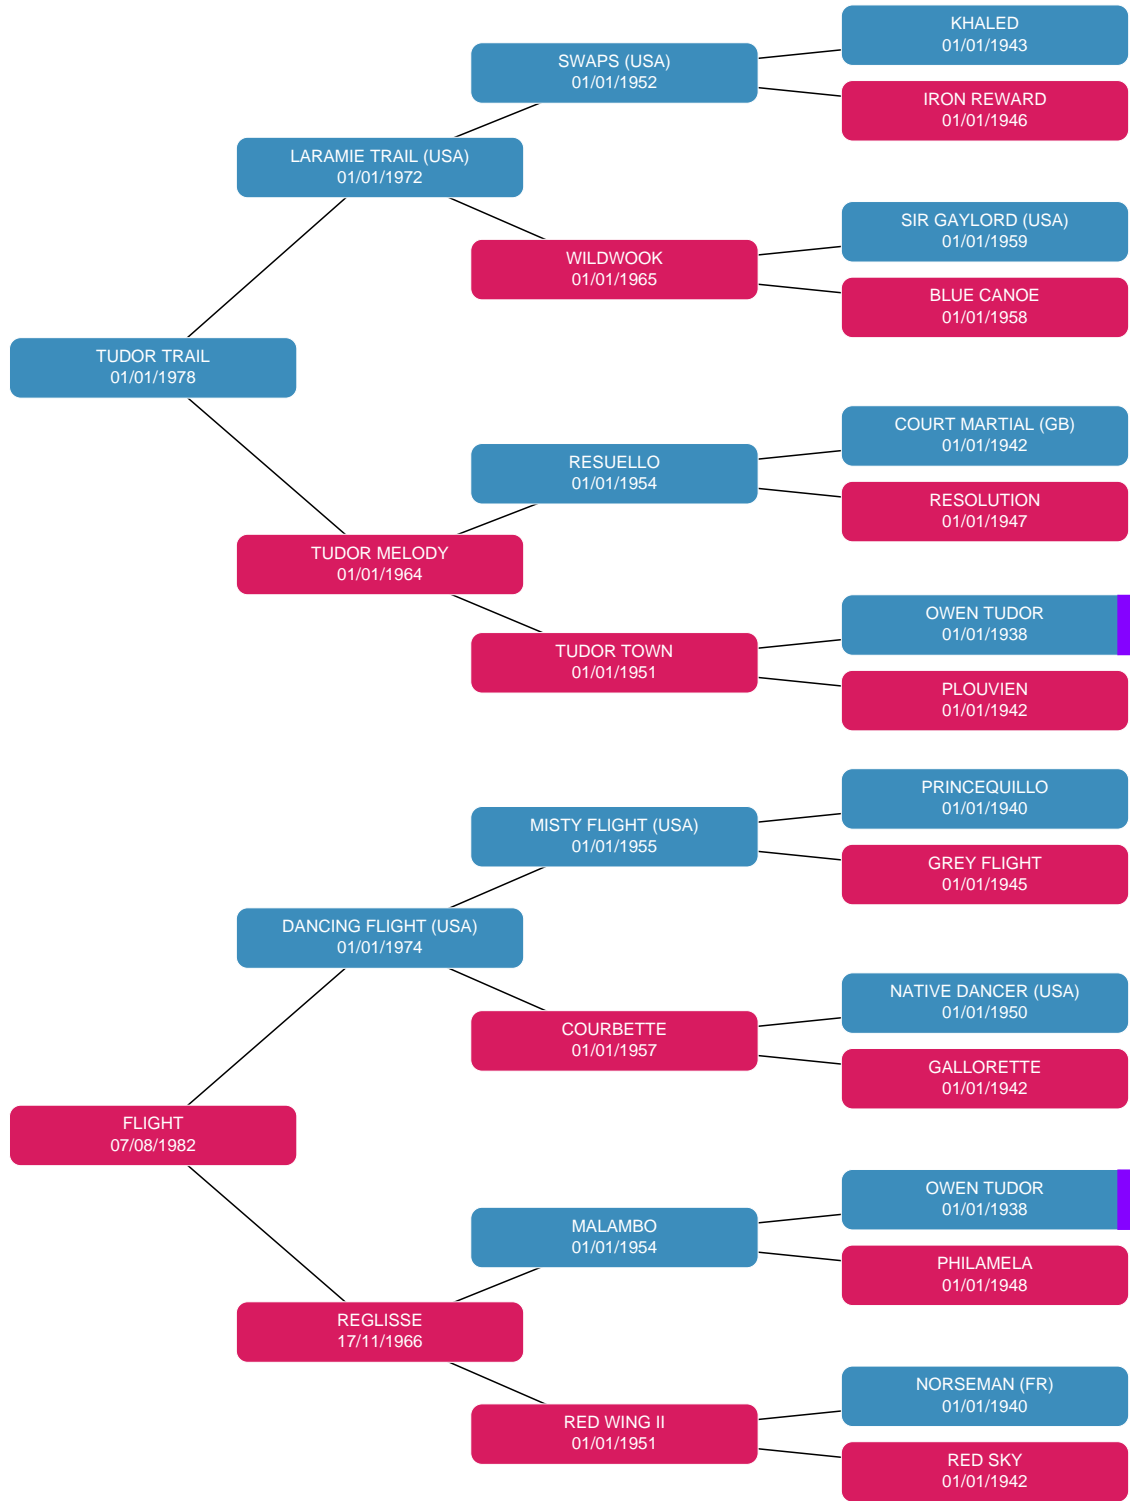 KHALED
01/01/1943
SWAPS (USA)
01/01/1952
IRON REWARD
01/01/1946
LARAMIE TRAIL (USA)
01/01/1972
SIR GAYLORD (USA)
01/01/1959
WILDWOOK
01/01/1965
BLUE CANOE
01/01/1958
TUDOR TRAIL
01/01/1978
COURT MARTIAL (GB)
01/01/1942
RESUELLO
01/01/1954
RESOLUTION
01/01/1947
TUDOR MELODY
01/01/1964
OWEN TUDOR
01/01/1938
TUDOR TOWN
01/01/1951
PLOUVIEN
01/01/1942
PRINCEQUILLO
01/01/1940
MISTY FLIGHT (USA)
01/01/1955
GREY FLIGHT
01/01/1945
DANCING FLIGHT (USA)
01/01/1974
NATIVE DANCER (USA)
01/01/1950
COURBETTE
01/01/1957
GALLORETTE
01/01/1942
FLIGHT
07/08/1982
OWEN TUDOR
01/01/1938
MALAMBO
01/01/1954
PHILAMELA
01/01/1948
REGLISSE
17/11/1966
NORSEMAN (FR)
01/01/1940
RED WING II
01/01/1951
RED SKY
01/01/1942